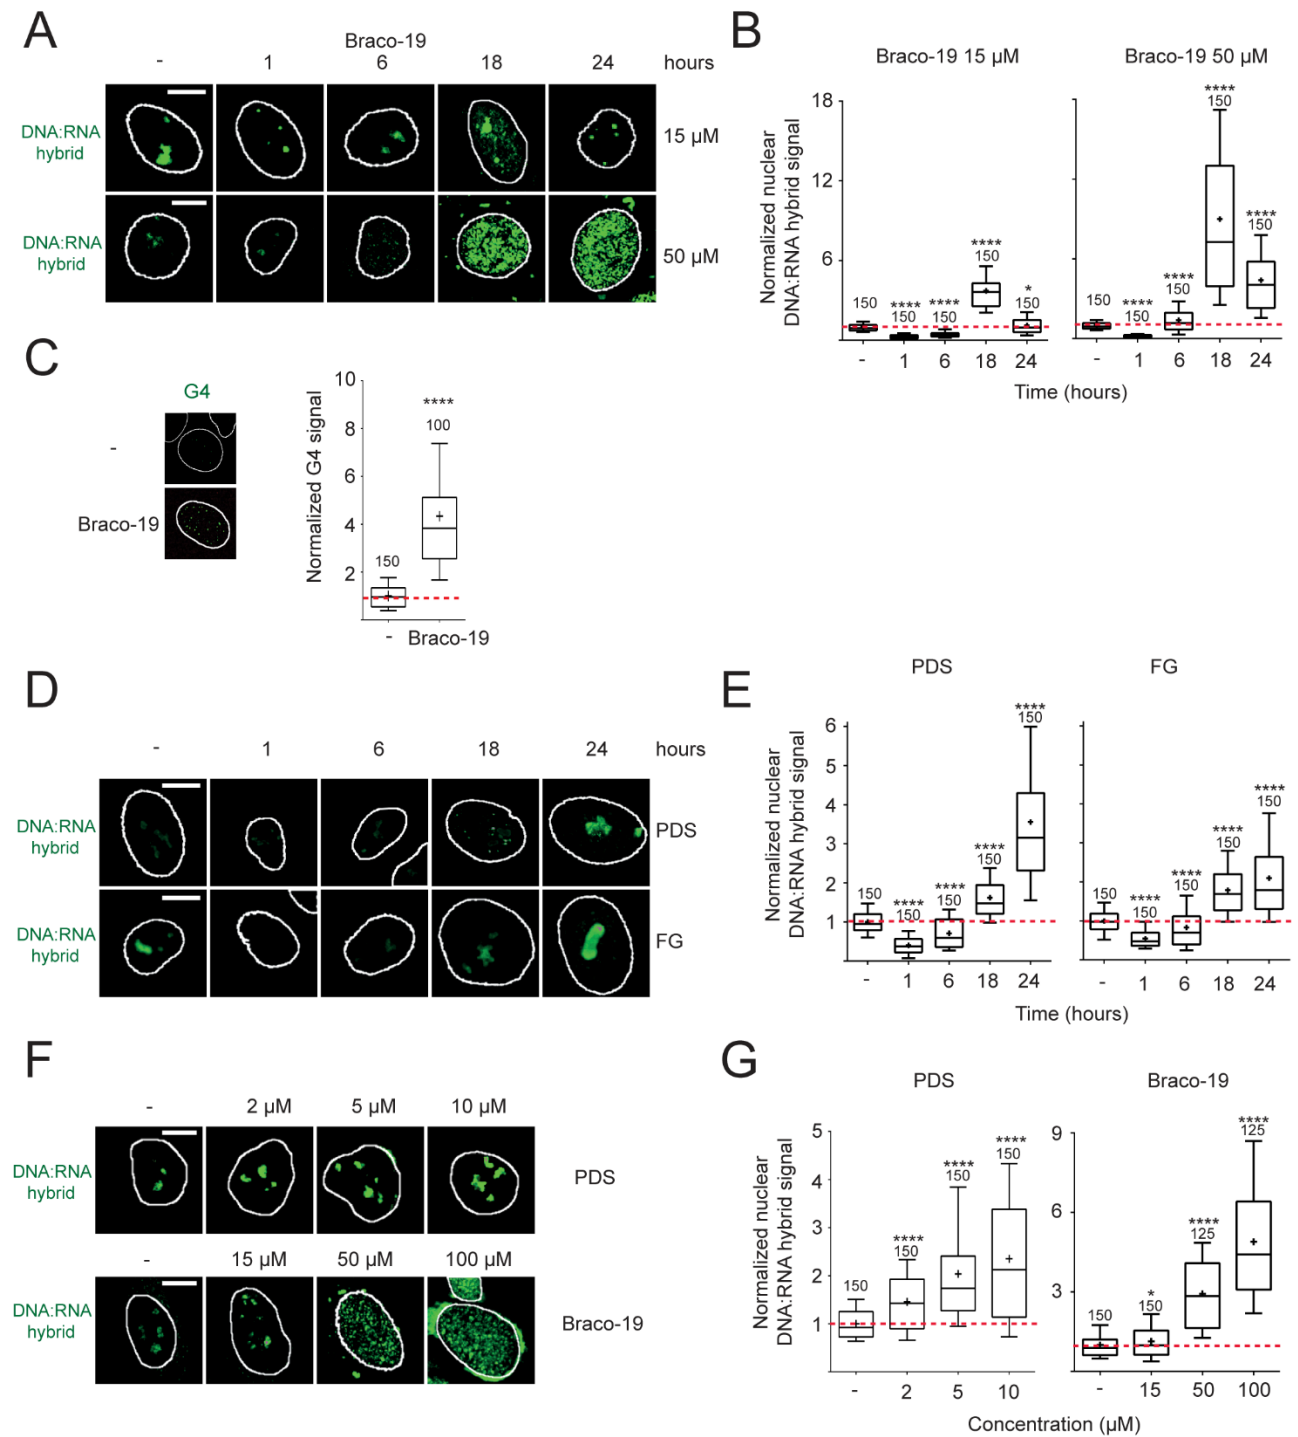 A
Braco-19
- 1 6 18 24 hours
DNA:RNA
hybrid
15 µM
DNA:RNA
hybrid
50 µM
B
Braco-19 15 µM
Braco-19 50 µM
Normalized nuclear
DNA:RNA hybrid signal
18
12
6
150
****
150
****
150
****
150
*
150
- 1 6 18 24
150
****
150
****
150
****
150
****
150
- 1 6 18 24
Time (hours)
C
G4
-
Braco-19
Normalized G4 signal
10
8
6
4
2
150
****
100
- Braco-19
D
- 1 6 18 24 hours
DNA:RNA
hybrid
PDS
DNA:RNA
hybrid
FG
E
PDS
FG
Normalized nuclear
DNA:RNA hybrid signal
6
5
4
3
2
1
150
****
150
****
150
****
150
****
150
- 1 6 18 24
150
****
150
****
150
****
150
****
150
- 1 6 18 24
Time (hours)
F
- 2 µM 5 µM 10 µM
DNA:RNA
hybrid
PDS
- 15 µM 50 µM 100 µM
DNA:RNA
hybrid
Braco-19
G
PDS
Braco-19
Normalized nuclear
DNA:RNA hybrid signal
5
4
3
2
1
150
****
150
****
150
****
150
- 2 5 10
9
6
3
150
*
150
****
125
****
125
- 15 50 100
Concentration (µM)